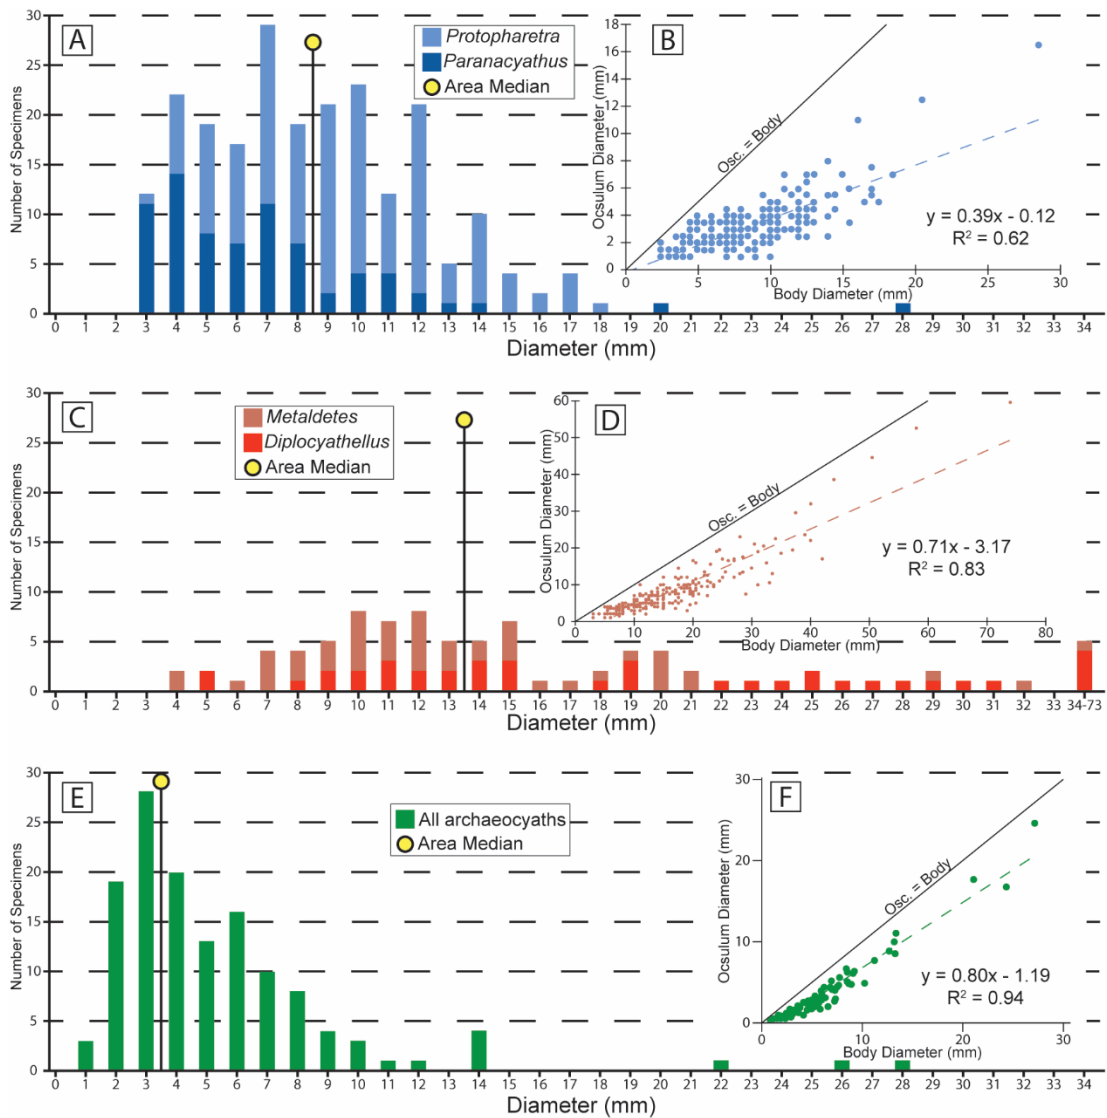 A
30
25
20
15
10
5
0
Number of Specimens
Protopharetra
Paranacyathus
Area Median
0 1 2 3 4 5 6 7 8 9 10 11 12 13 14 15 16 17 18 19 20 21 22 23 24 25 26 27 28 29 30 31 32 33 34
Diameter (mm)
B
18
16
14
12
10
8
6
4
2
0
Ocsulum Diameter (mm)
Osc. = Body
y = 0.39x - 0.12
R² = 0.62
0 5 10 15 20 25 30
Body Diameter (mm)
C
30
25
20
15
10
5
0
Number of Specimens
Metaldetes
Diplocyathellus
Area Median
0 1 2 3 4 5 6 7 8 9 10 11 12 13 14 15 16 17 18 19 20 21 22 23 24 25 26 27 28 29 30 31 32 33 34-73
Diameter (mm)
D
60
50
40
30
20
10
0
Ocsulum Diameter (mm)
Osc. = Body
y = 0.71x - 3.17
R² = 0.83
0 10 20 30 40 50 60 70 80
Body Diameter (mm)
E
30
25
20
15
10
5
0
Number of Specimens
All archaeocyaths
Area Median
0 1 2 3 4 5 6 7 8 9 10 11 12 13 14 15 16 17 18 19 20 21 22 23 24 25 26 27 28 29 30 31 32 33 34
Diameter (mm)
F
30
20
10
0
Ocsulum Diameter (mm)
Osc. = Body
y = 0.80x - 1.19
R² = 0.94
0 10 20 30
Body Diameter (mm)